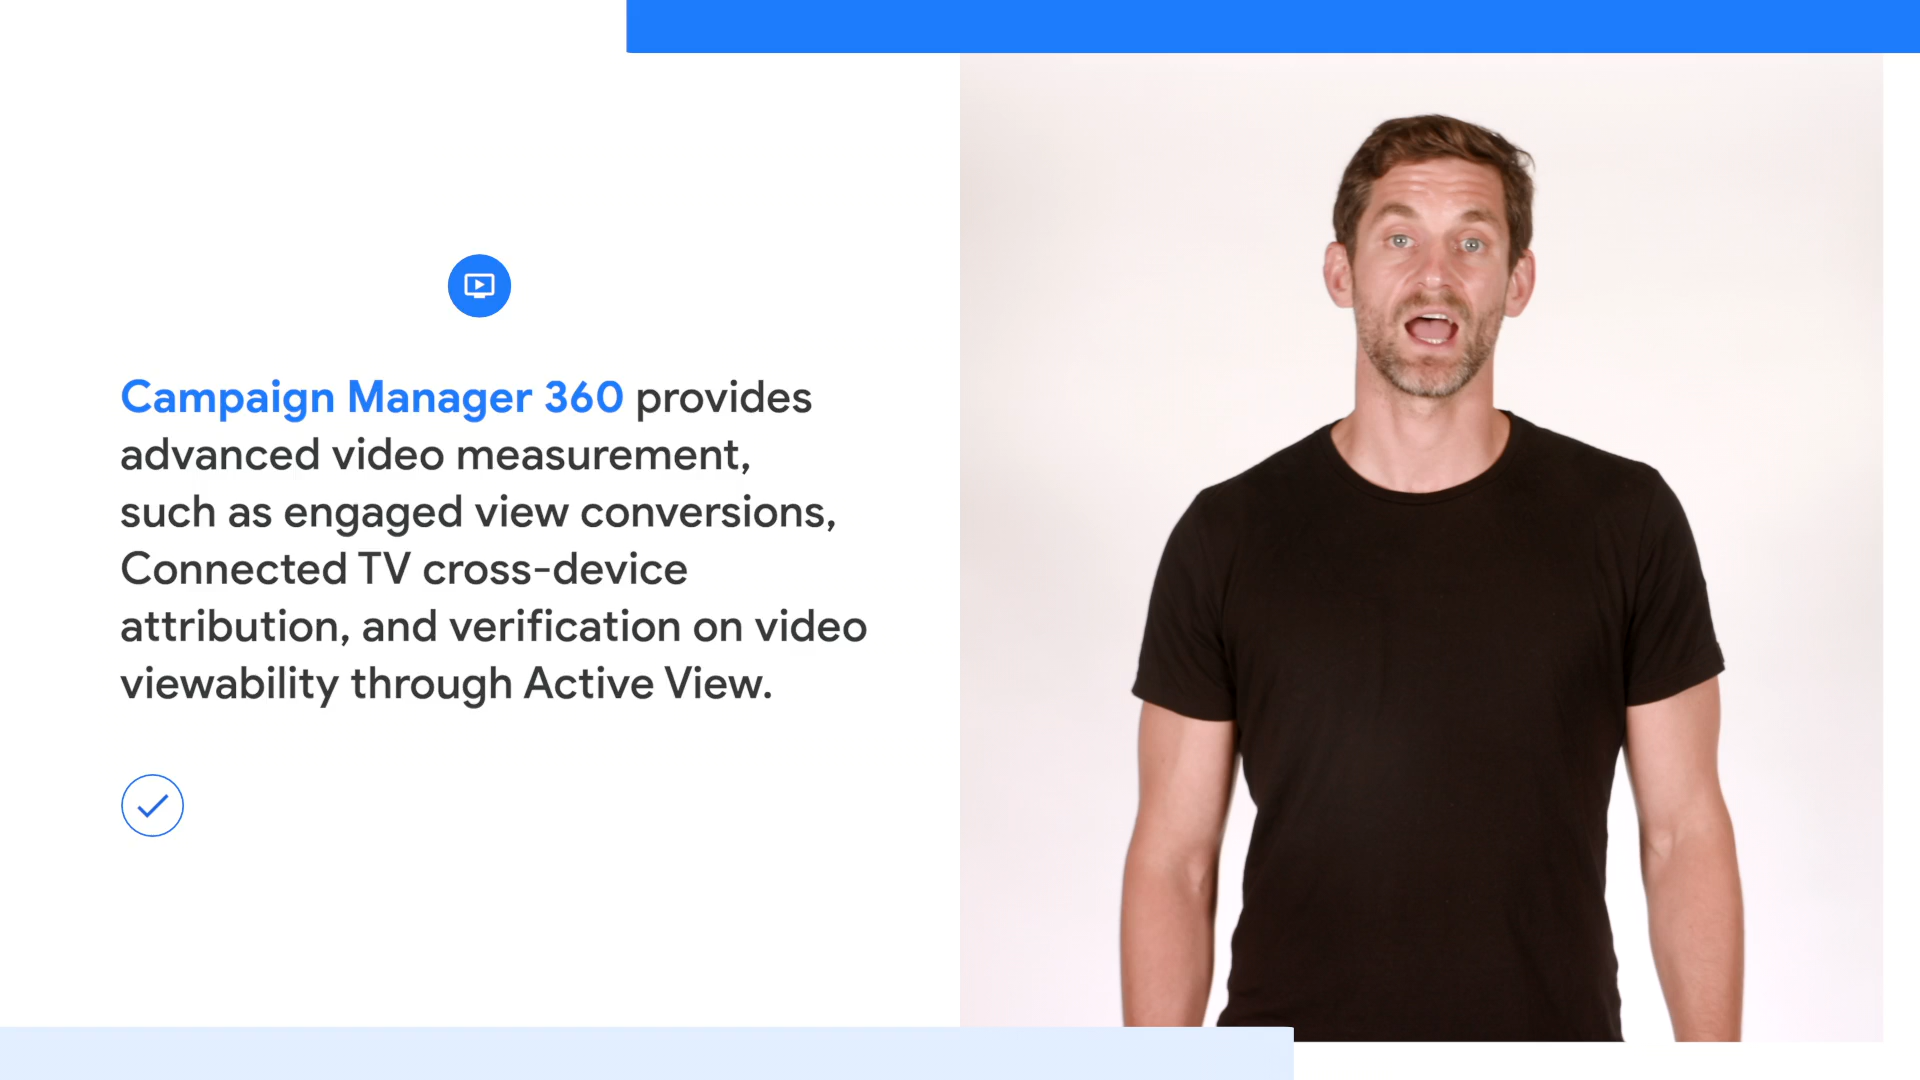 Campaign Manager 360 provides
advanced video measurement,
such as engaged view conversions,
Connected TV cross-device
attribution, and verification on video
viewability through Active View.